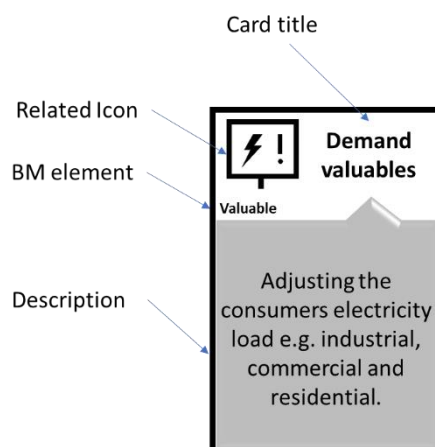 Card title
Related Icon
Demand
valuables
BM element
Valuable
Description
Adjusting the
consumers electricity
load e.g. industrial,
commercial and
residential.